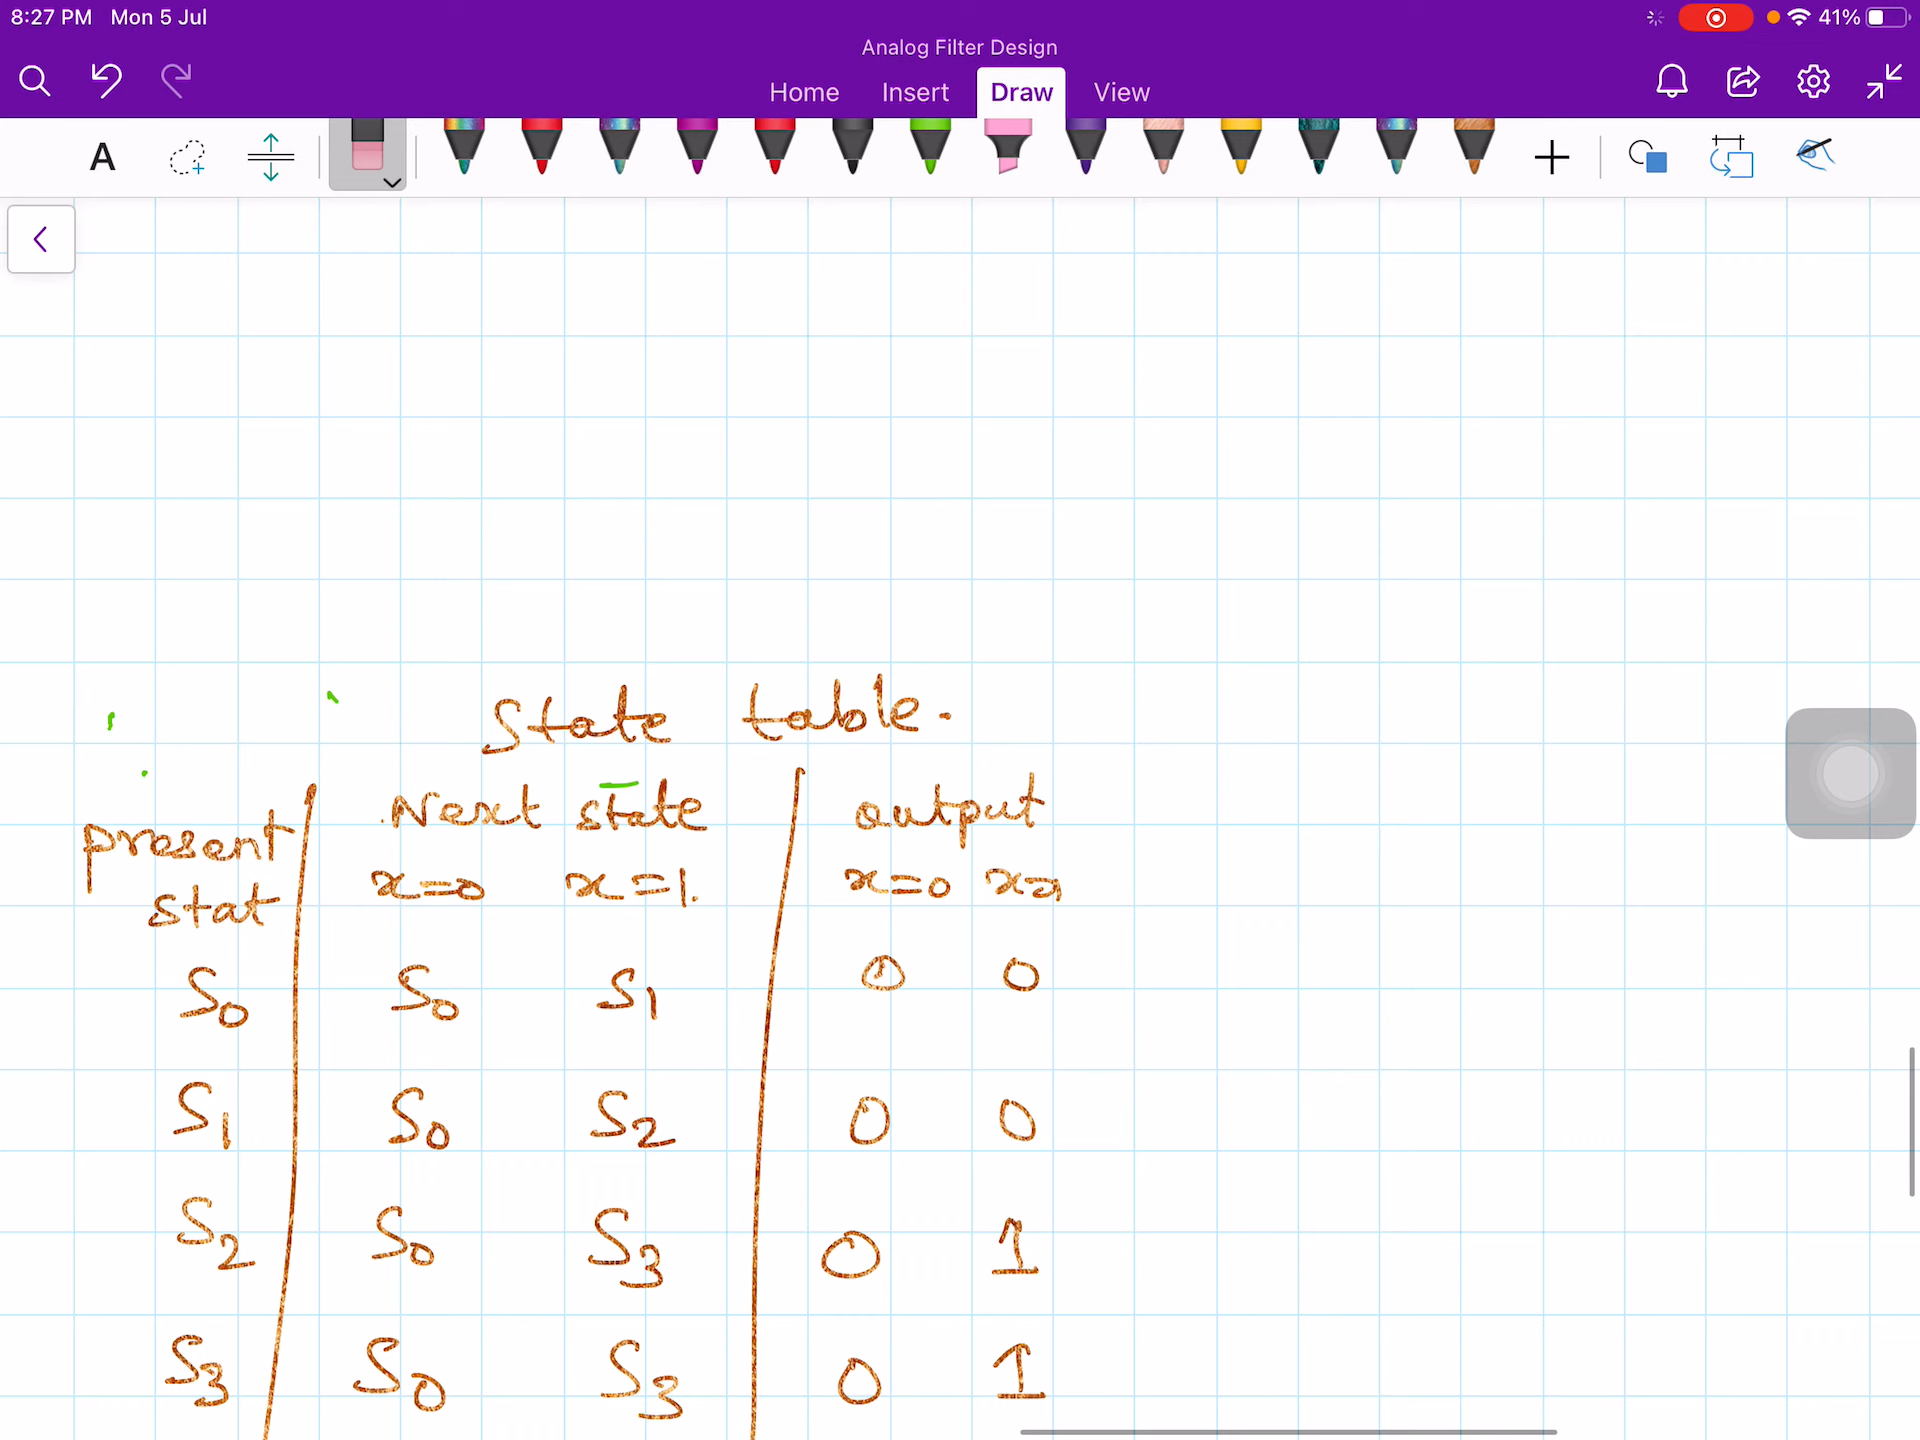 8:27 PM Mon 5 Jul
41%
Analog Filter Design
Home Insert Draw View
A
State table.
present stat
Next state
output
x=0 x=1.
x=0 x=1
S0 S0 S1 0 0
S1 S0 S2 0 0
S2 S0 S3 0 1
S3 S0 S3 0 1